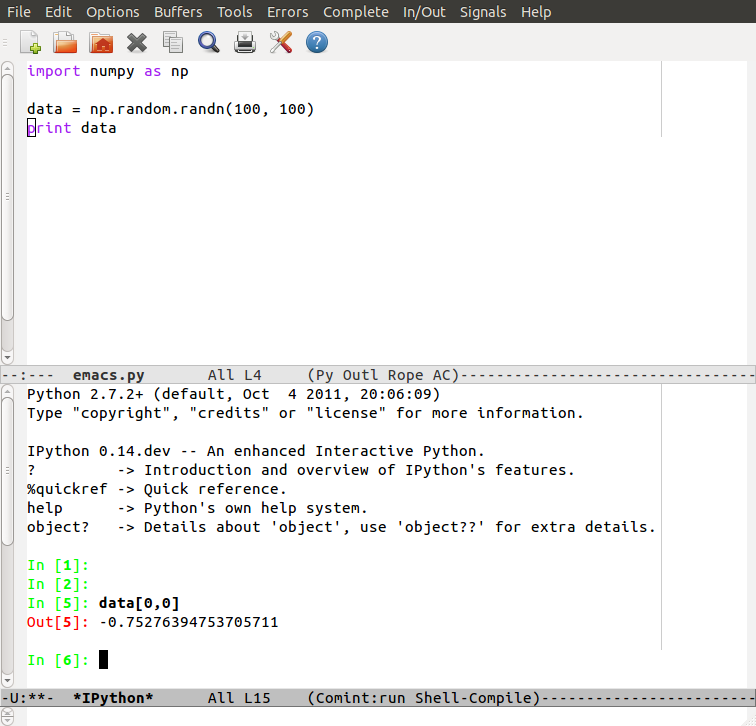 File Edit Options Buffers Tools Errors Complete In/Out Signals Help
import numpy as np
data = np.random.randn(100, 100)
print data
--:--- emacs.py All L4 (Py Outl Rope AC)---------------------------------
Python 2.7.2+ (default, Oct  4 2011, 20:06:09)
Type "copyright", "credits" or "license" for more information.
IPython 0.14.dev -- An enhanced Interactive Python.
?         -> Introduction and overview of IPython's features.
%quickref -> Quick reference.
help      -> Python's own help system.
object?   -> Details about 'object', use 'object??' for extra details.
In [1]:
In [2]:
In [5]: data[0,0]
Out[5]: -0.75276394753705711
In [6]:
-U:**- *IPython* All L15 (Comint:run Shell-Compile)------------------------